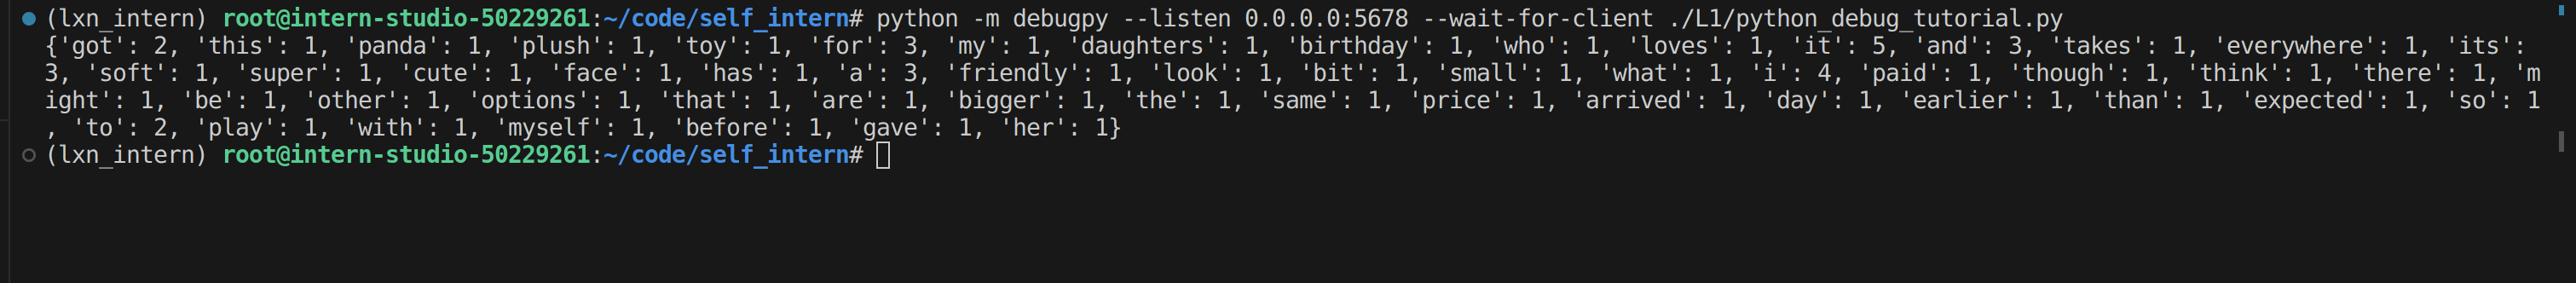 (lxn_intern) root@intern-studio-50229261:~/code/self_intern# python -m debugpy --listen 0.0.0.0:5678 --wait-for-client ./L1/python_debug_tutorial.py
{'got': 2, 'this': 1, 'panda': 1, 'plush': 1, 'toy': 1, 'for': 3, 'my': 1, 'daughters': 1, 'birthday': 1, 'who': 1, 'loves': 1, 'it': 5, 'and': 3, 'takes': 1, 'everywhere': 1, 'its':
3, 'soft': 1, 'super': 1, 'cute': 1, 'face': 1, 'has': 1, 'a': 3, 'friendly': 1, 'look': 1, 'bit': 1, 'small': 1, 'what': 1, 'i': 4, 'paid': 1, 'though': 1, 'think': 1, 'there': 1, 'm
ight': 1, 'be': 1, 'other': 1, 'options': 1, 'that': 1, 'are': 1, 'bigger': 1, 'the': 1, 'same': 1, 'price': 1, 'arrived': 1, 'day': 1, 'earlier': 1, 'than': 1, 'expected': 1, 'so': 1
, 'to': 2, 'play': 1, 'with': 1, 'myself': 1, 'before': 1, 'gave': 1, 'her': 1}
(lxn_intern) root@intern-studio-50229261:~/code/self_intern#